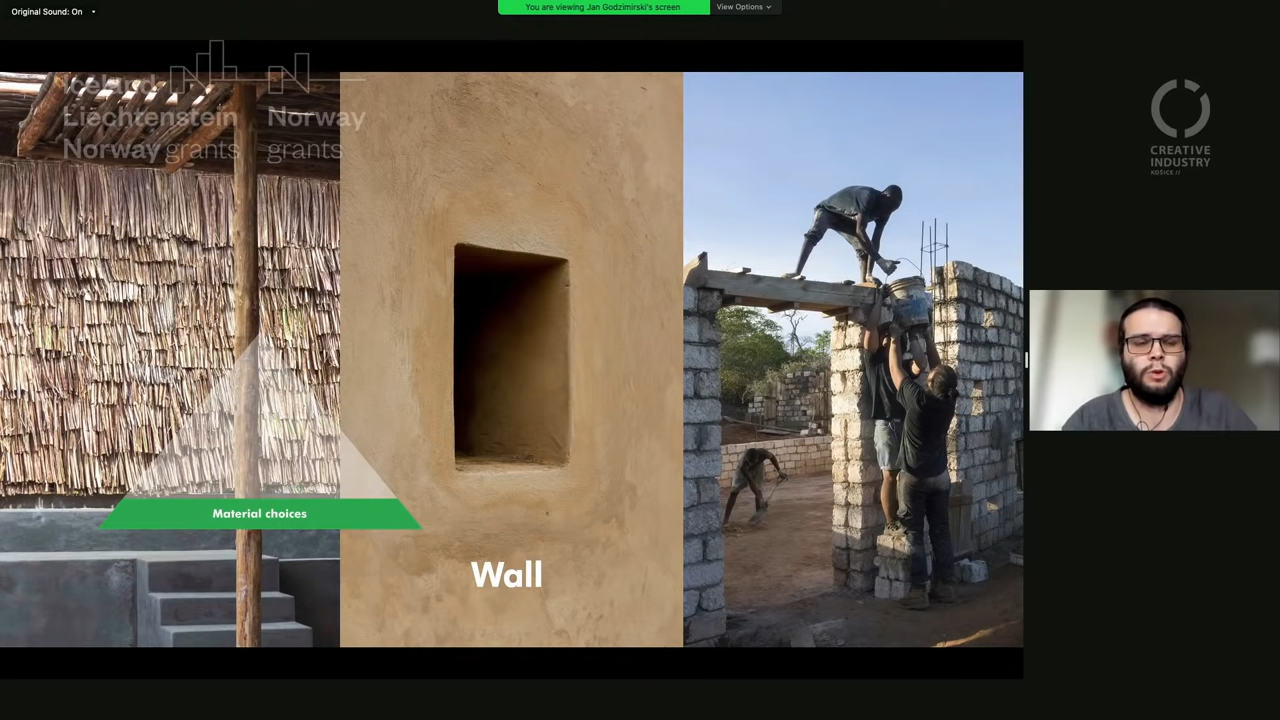 Original Sound: On
You are viewing Jan Godzimirski's screen
View Options
Iceland
Liechtenstein
Norway grants
Norway
grants
CREATIVE
INDUSTRY
KOŠICE //
Material choices
Wall